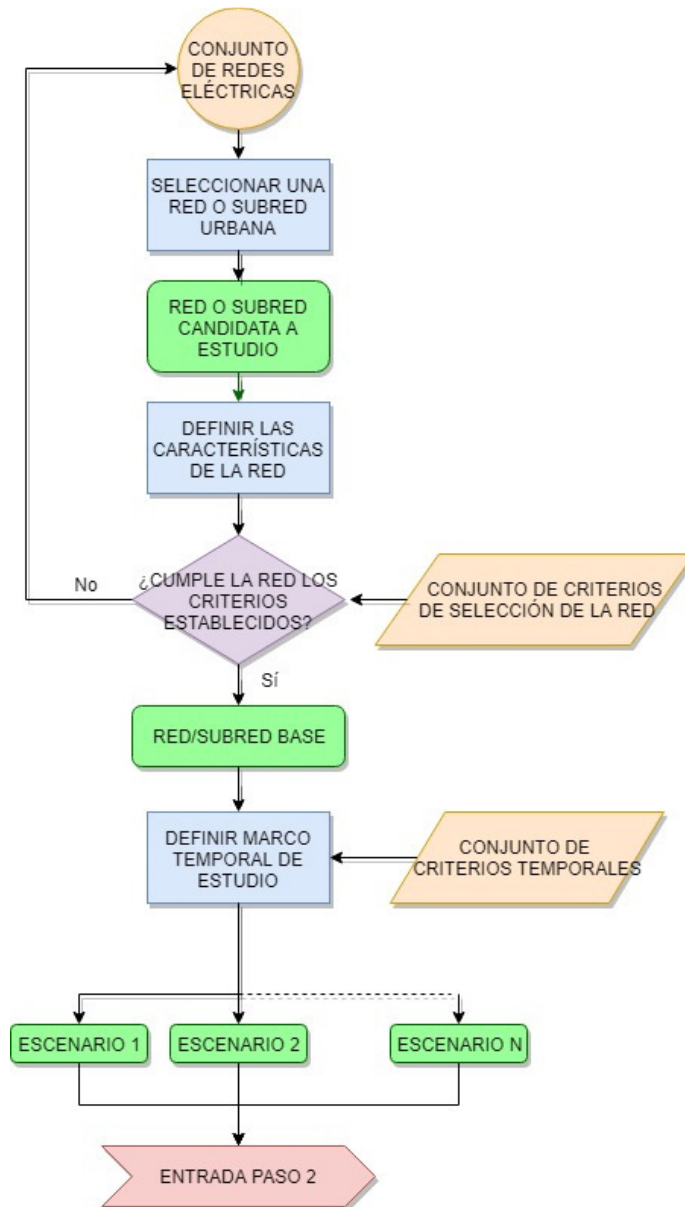 CONJUNTO
DE REDES
ELÉCTRICAS
SELECCIONAR UNA
RED O SUBRED
URBANA
RED O SUBRED
CANDIDATA A
ESTUDIO
DEFINIR LAS
CARACTERÍSTICAS
DE LA RED
¿CUMPLE LA RED LOS
CRITERIOS
ESTABLECIDOS?
No
CONJUNTO DE CRITERIOS
DE SELECCIÓN DE LA RED
Sí
RED/SUBRED BASE
DEFINIR MARCO
TEMPORAL DE
ESTUDIO
CONJUNTO DE
CRITERIOS TEMPORALES
ESCENARIO 1
ESCENARIO 2
ESCENARIO N
ENTRADA PASO 2